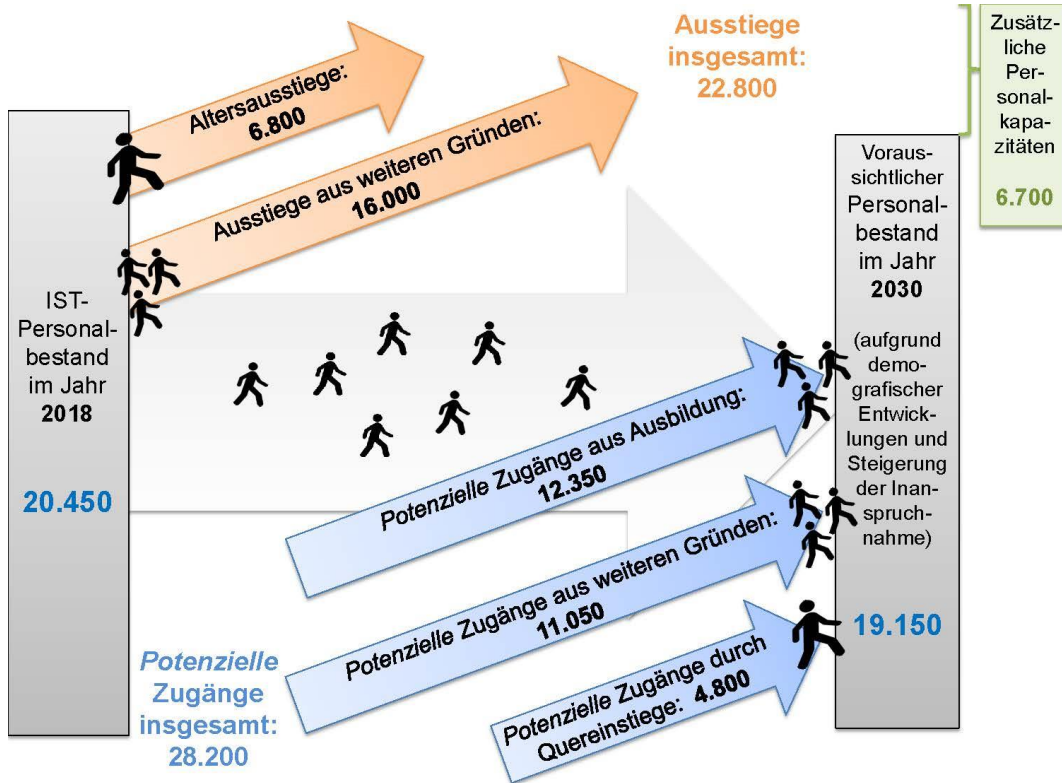 Altersausstiege:
6.800
Ausstiege aus weiteren Gründen:
16.000
Ausstiege
insgesamt:
22.800
Zusätz-
liche
Per-
sonal-
kapa-
zitäten
6.700
IST-
Personal-
bestand
im Jahr
2018
20.450
Voraus-
sichtlicher
Personal-
bestand
im Jahr
2030
(aufgrund
demo-
grafischer
Entwick-
lungen und
Steigerung
der Inan-
spruch-
nahme)
19.150
Potenzielle Zugänge aus Ausbildung:
12.350
Potenzielle Zugänge aus weiteren Gründen:
11.050
Potenzielle Zugänge durch
Quereinstiege: 4.800
Potenzielle
Zugänge
insgesamt:
28.200